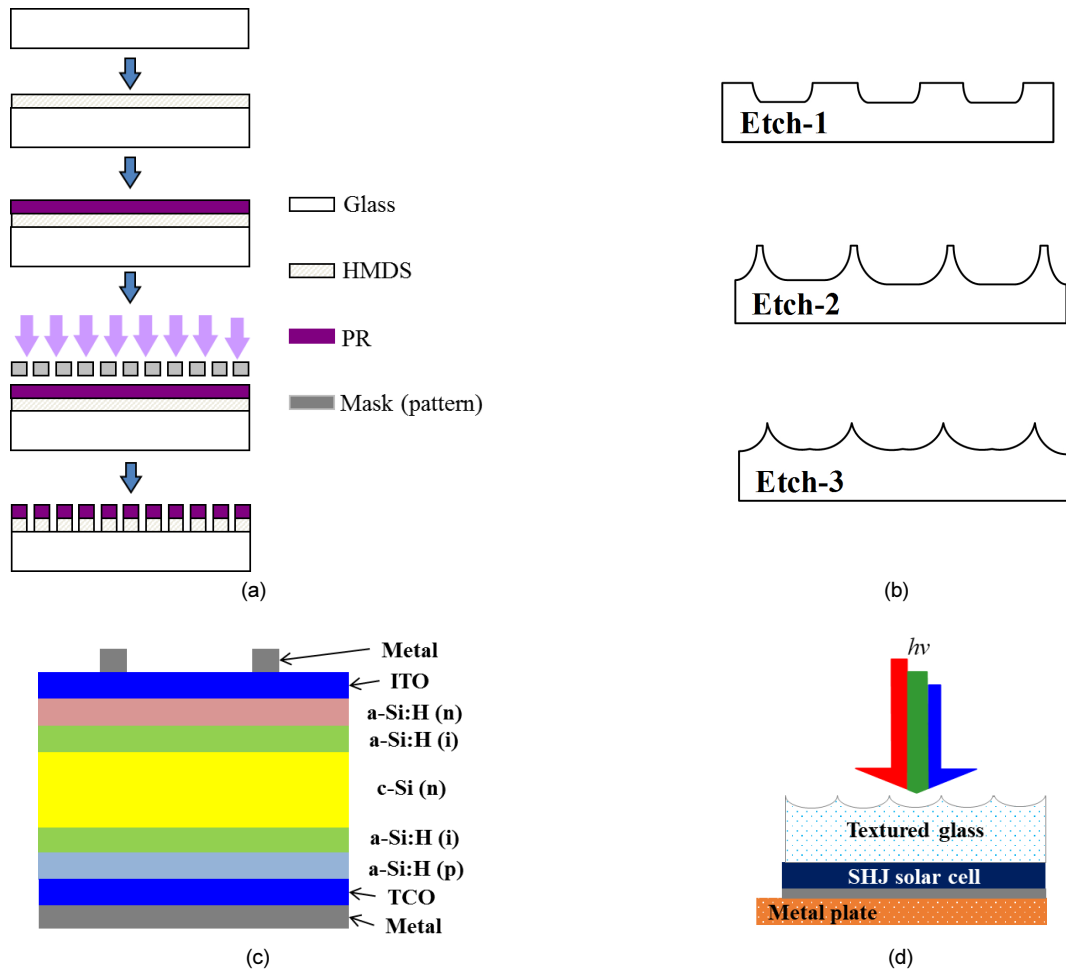 Glass
HMDS
PR
Mask (pattern)
(a)
Etch-1
Etch-2
Etch-3
(b)
Metal
ITO
a-Si:H (n)
a-Si:H (i)
c-Si (n)
a-Si:H (i)
a-Si:H (p)
TCO
Metal
(c)
hν
Textured glass
SHJ solar cell
Metal plate
(d)